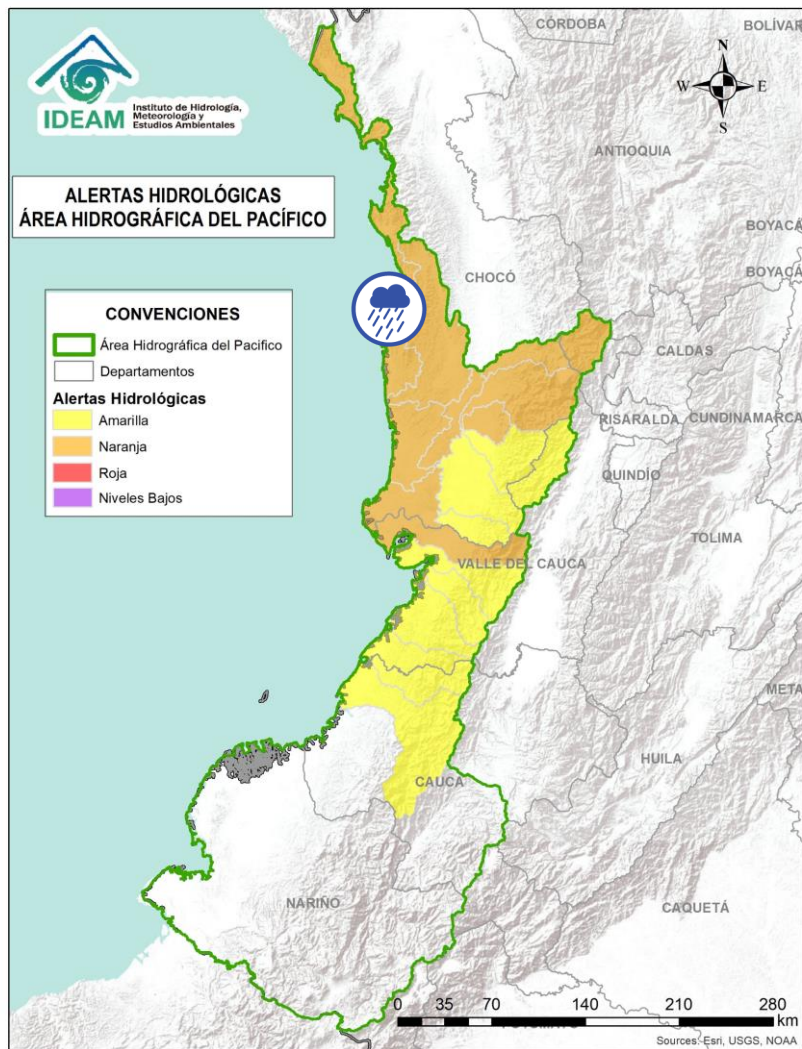 CÓRDOBA
BOLÍVAR
N
W
E
S
IDEAM
Instituto de Hidrología,
Meteorología y
Estudios Ambientales
ANTIOQUIA
ALERTAS HIDROLÓGICAS
ÁREA HIDROGRÁFICA DEL PACÍFICO
BOYACÁ
BOYACÁ
CHOCÓ
CONVENCIONES
Área Hidrográfica del Pacifico
Departamentos
Alertas Hidrológicas
Amarilla
Naranja
Roja
Niveles Bajos
CALDAS
RISARALDA
CUNDINAMARCA
QUINDÍO
TOLIMA
VALLE DEL CAUCA
META
HUILA
CAUCA
NARIÑO
CAQUETÁ
0 35 70 140 210 280
km
Sources: Esri, USGS, NOAA